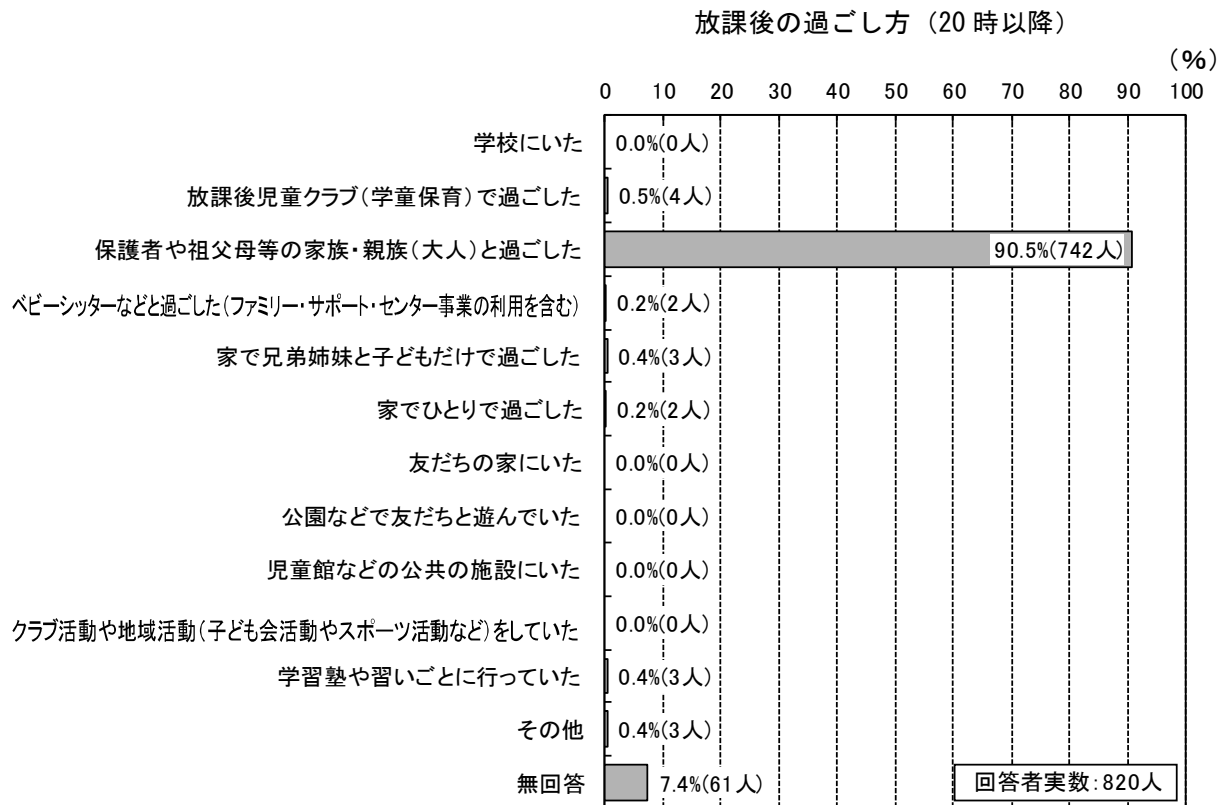 放課後の過ごし方（20時以降）
（％）
0 10 20 30 40 50 60 70 80 90 100
学校にいた 0.0%(0人)
放課後児童クラブ(学童保育)で過ごした 0.5%(4人)
保護者や祖父母等の家族・親族(大人)と過ごした 90.5%(742人)
ベビーシッターなどと過ごした(ファミリー・サポート・センター事業の利用を含む) 0.2%(2人)
家で兄弟姉妹と子どもだけで過ごした 0.4%(3人)
家でひとりで過ごした 0.2%(2人)
友だちの家にいた 0.0%(0人)
公園などで友だちと遊んでいた 0.0%(0人)
児童館などの公共の施設にいた 0.0%(0人)
クラブ活動や地域活動(子ども会活動やスポーツ活動など)をしていた 0.0%(0人)
学習塾や習いごとに行っていた 0.4%(3人)
その他 0.4%(3人)
無回答 7.4%(61人)
回答者実数：820人